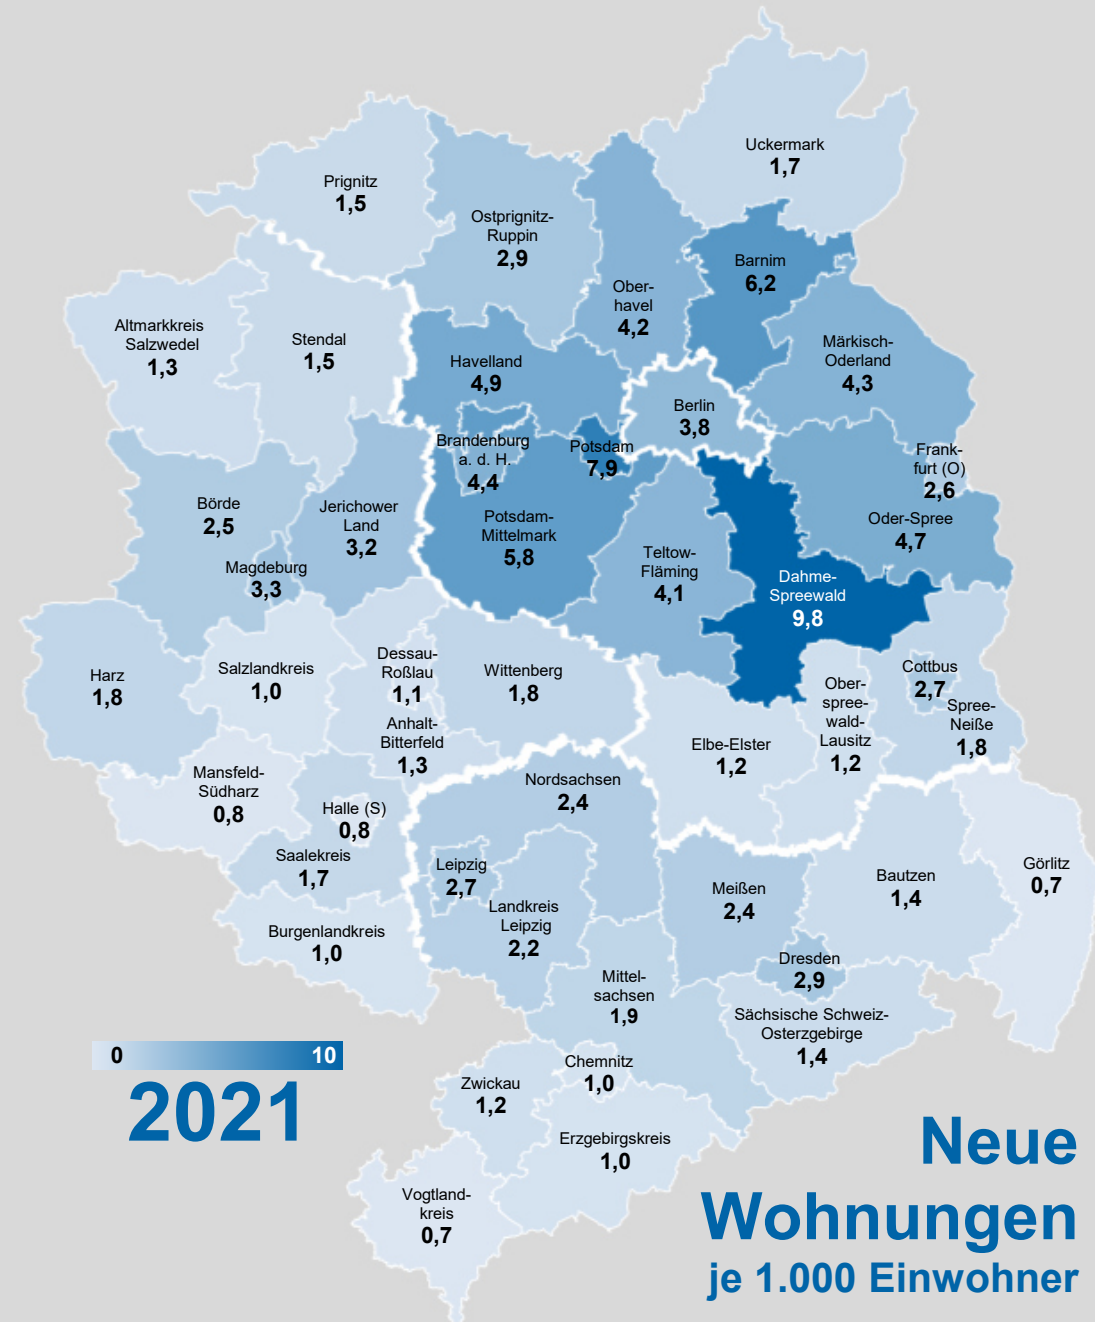 Uckermark
1,7
Prignitz
1,5
Ostprignitz-
Ruppin
2,9
Barnim
6,2
Ober-
havel
4,2
Altmarkkreis
Salzwedel
1,3
Stendal
1,5
Havelland
4,9
Märkisch-
Oderland
4,3
Berlin
3,8
Brandenburg
a. d. H.
4,4
Potsdam
7,9
Frank-
furt (O)
2,6
Börde
2,5
Jerichower
Land
3,2
Potsdam-
Mittelmark
5,8
Oder-Spree
4,7
Magdeburg
3,3
Teltow-
Fläming
4,1
Dahme-
Spreewald
9,8
Harz
1,8
Salzlandkreis
1,0
Dessau-
Roßlau
1,1
Wittenberg
1,8
Cottbus
2,7
Ober-
spree-
wald-
Lausitz
1,2
Spree-
Neiße
1,8
Anhalt-
Bitterfeld
1,3
Elbe-Elster
1,2
Mansfeld-
Südharz
0,8
Nordsachsen
2,4
Halle (S)
0,8
Saalekreis
1,7
Leipzig
2,7
Landkreis
Leipzig
2,2
Meißen
2,4
Bautzen
1,4
Görlitz
0,7
Burgenlandkreis
1,0
Dresden
2,9
Mittel-
sachsen
1,9
Sächsische Schweiz-
Osterzgebirge
1,4
0 10
2021
Chemnitz
1,0
Zwickau
1,2
Erzgebirgskreis
1,0
Vogtland-
kreis
0,7
Neue
Wohnungen
je 1.000 Einwohner